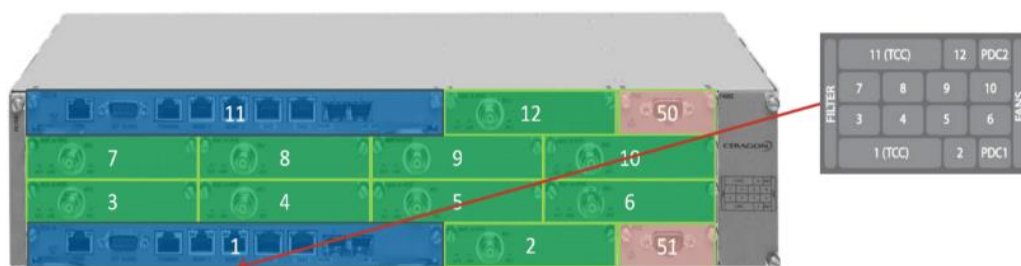 11 12 50
7 8 9 10
3 4 5 6
1 2 51
CERAGON
FILTER
11 (TCC) 12 PDC2
7 8 9 10
3 4 5 6
1 (TCC) 2 PDC1
FANS